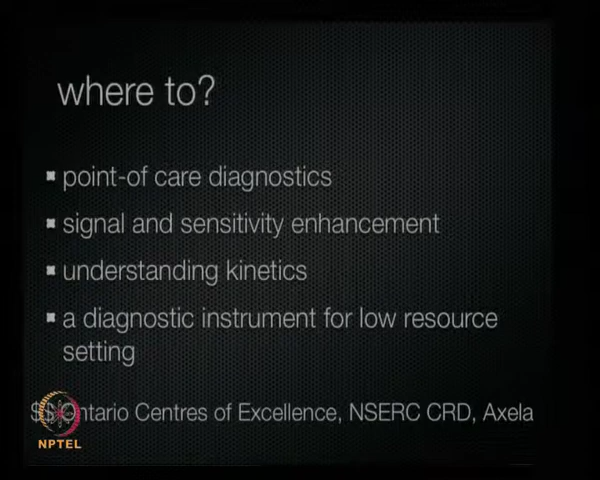 where to?
point-of care diagnostics
signal and sensitivity enhancement
understanding kinetics
a diagnostic instrument for low resource
setting
$$ Ontario Centres of Excellence, NSERC CRD, Axela
NPTEL